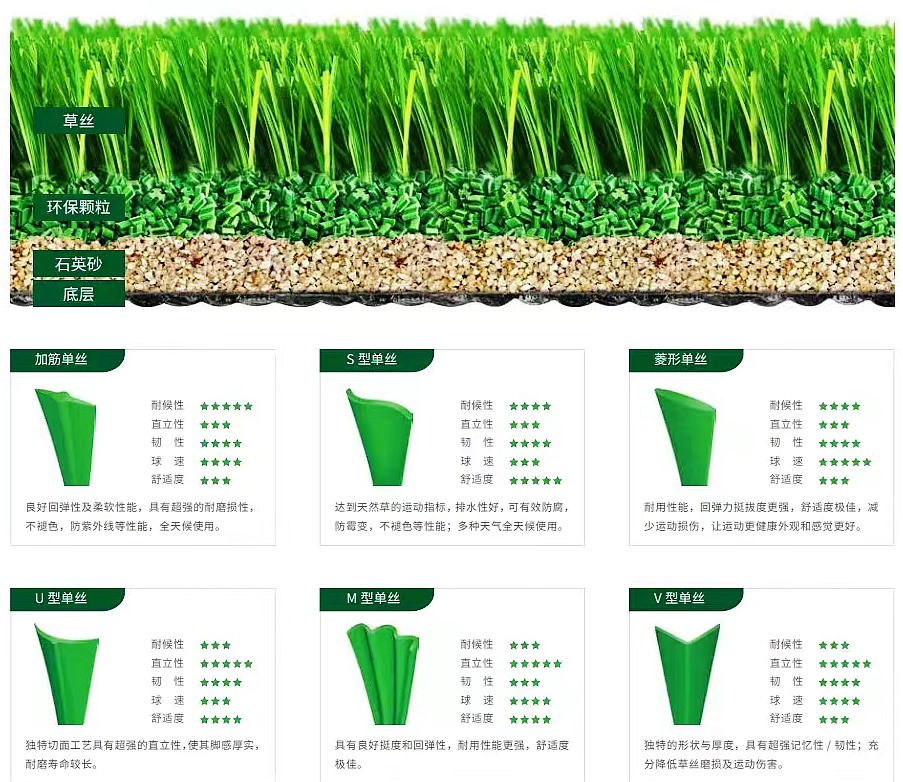 草丝
环保颗粒
石英砂
底层
加筋单丝
耐候性 ★★★★★
直立性 ★★★
韧 性 ★★★★
球 速 ★★★★
舒适度 ★★★
良好回弹性及柔软性能，具有超强的耐磨损性，
不褪色，防紫外线等性能，全天候使用。
S 型单丝
耐候性 ★★★★
直立性 ★★★
韧 性 ★★★★
球 速 ★★★
舒适度 ★★★★★
达到天然草的运动指标，排水性好，可有效防腐，
防霉变，不褪色等性能；多种天气全天候使用。
菱形单丝
耐候性 ★★★★
直立性 ★★★
韧 性 ★★★★
球 速 ★★★★★
舒适度 ★★★★
耐用性能，回弹力挺拔度更强，舒适度极佳，减
少运动损伤，让运动更健康外观和感觉更好。
U 型单丝
耐候性 ★★★
直立性 ★★★★★
韧 性 ★★★★
球 速 ★★★
舒适度 ★★★★
独特切面工艺具有超强的直立性，使其脚感厚实，
耐磨寿命较长。
M 型单丝
耐候性 ★★★
直立性 ★★★★★
韧 性 ★★★
球 速 ★★★★
舒适度 ★★★★
具有良好挺度和回弹性，耐用性能更强，舒适度
极佳。
V 型单丝
耐候性 ★★★
直立性 ★★★★★
韧 性 ★★★★
球 速 ★★★★
舒适度 ★★★
独特的形状与厚度，具有超强记忆性 / 韧性；充
分降低草丝磨损及运动伤害。